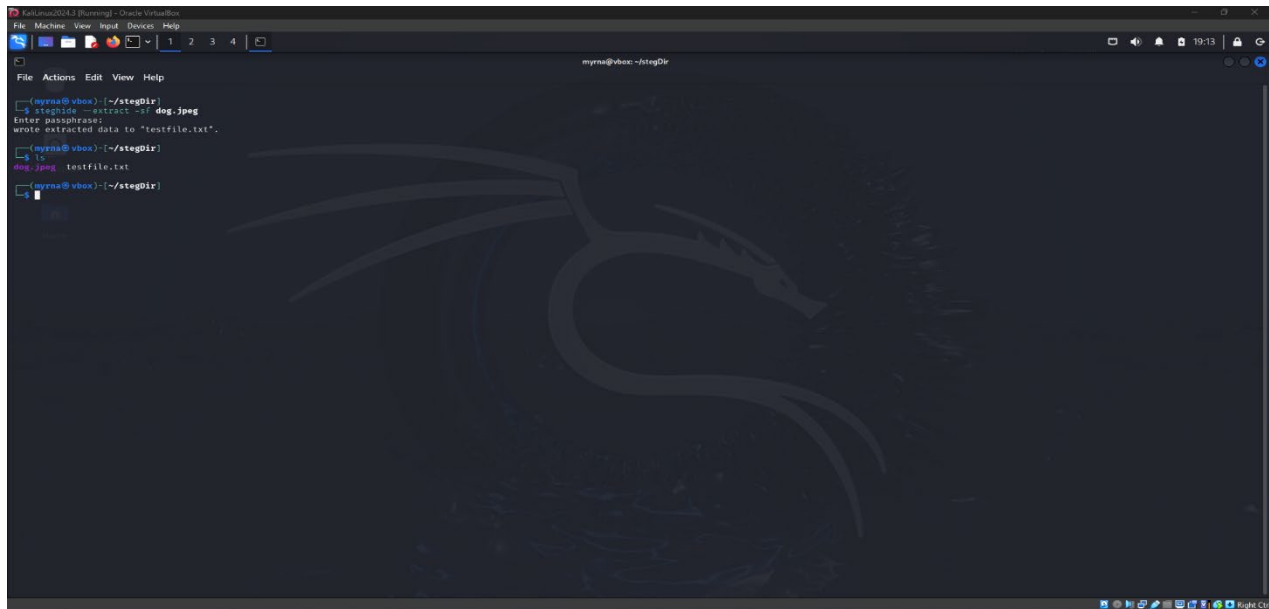 KaliLinux2024.3 [Running] - Oracle VirtualBox
File Machine View Input Devices Help
1 2 3 4 19:13
myrna@vbox: ~/stegDir
File Actions Edit View Help
(myrna㉿vbox)-[~/stegDir]
$ steghide --extract -sf dog.jpeg
Enter passphrase:
wrote extracted data to "testfile.txt".
(myrna㉿vbox)-[~/stegDir]
$ ls
dog.jpeg testfile.txt
(myrna㉿vbox)-[~/stegDir]
$
Right Ctr